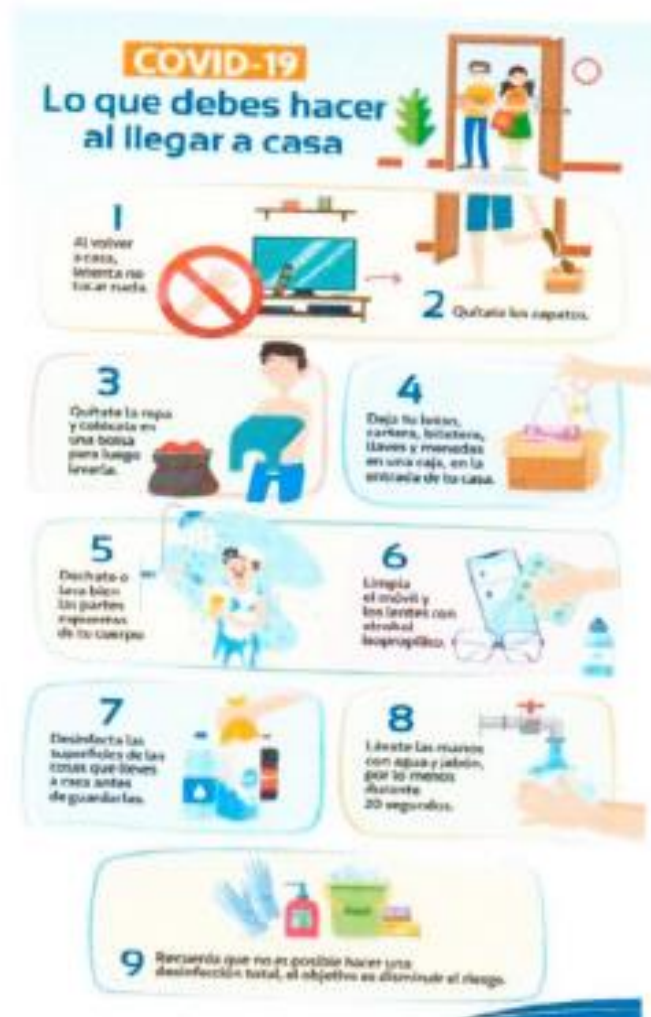 COVID-19
Lo que debes hacer
al llegar a casa
1
Al volver
a casa,
intenta no
tocar nada.
2 Quítate los zapatos.
3
Quítate la ropa
y colócala en
una bolsa
para luego
lavarla.
4
Deja tu bolso,
cartera, billetera,
llaves y monedas
en una caja, en la
entrada de tu casa.
5
Dúchate o
lava bien
las partes
expuestas
de tu cuerpo
6
Limpia
el móvil y
los lentes con
alcohol
isopropílico.
7
Desinfecta las
superficies de las
cosas que lleves
a casa antes
de guardarlas.
8
Lávate las manos
con agua y jabón,
por lo menos
durante
20 segundos.
9 Recuerda que no es posible hacer una
desinfección total, el objetivo es disminuir el riesgo.